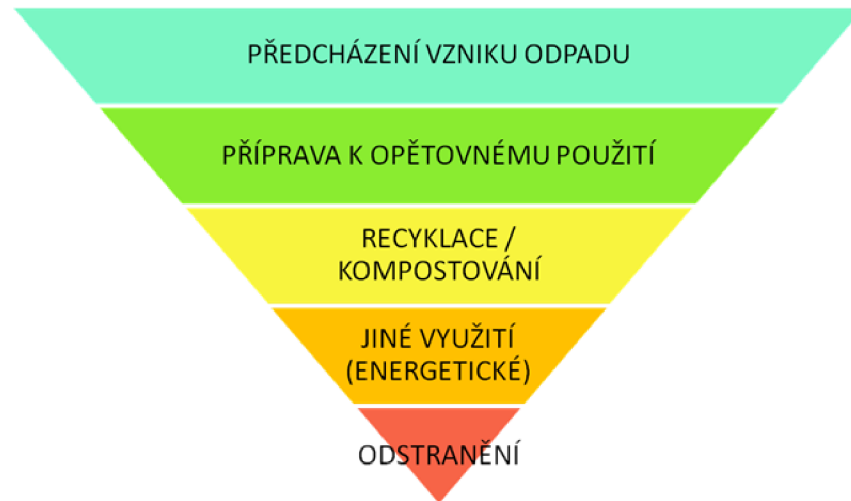 PŘEDCHÁZENÍ VZNIKU ODPADU
PŘÍPRAVA K OPĚTOVNÉMU POUŽITÍ
RECYKLACE /
KOMPOSTOVÁNÍ
JINÉ VYUŽITÍ
(ENERGETICKÉ)
ODSTRANĚNÍ